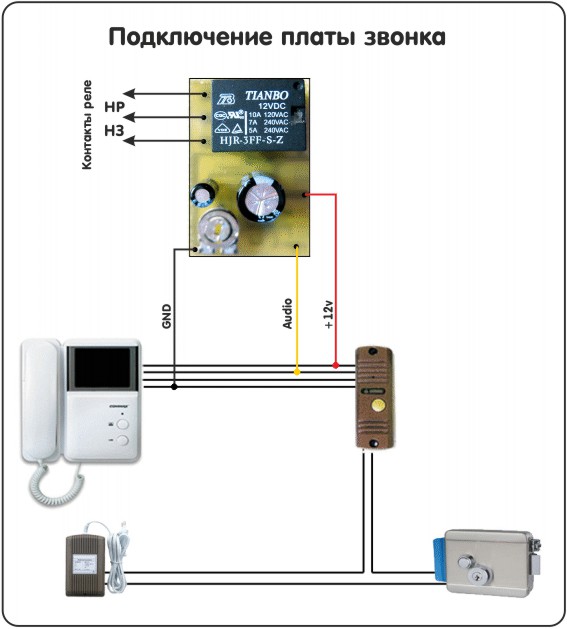 Подключение платы звонка
Контакты реле
НР
НЗ
TIANBO
12VDC
10A 120VAC
7A 240VAC
5A 240VAC
HJR-3FF-S-Z
GND
Audio
+12v